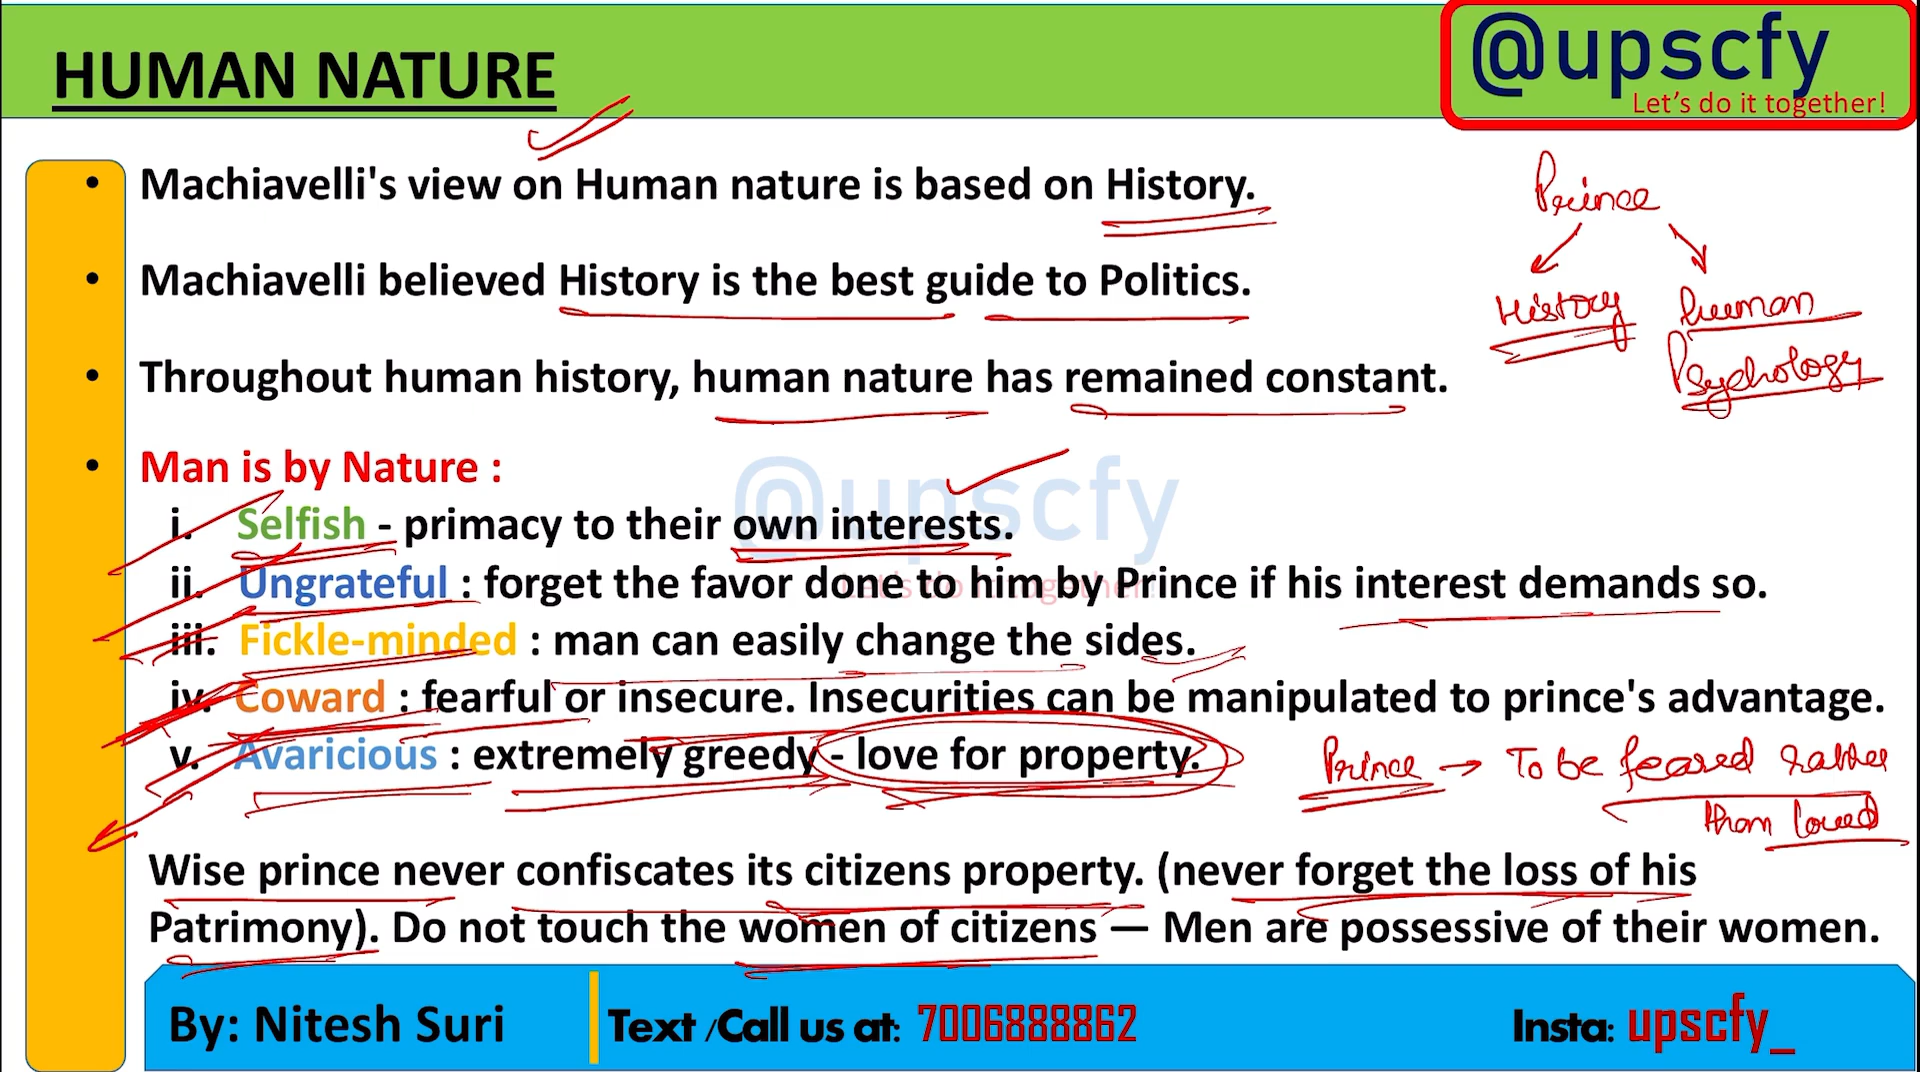 HUMAN NATURE
@upscfy
Let's do it together!
• Machiavelli's view on Human nature is based on History.
• Machiavelli believed History is the best guide to Politics.
• Throughout human history, human nature has remained constant.
Prince
History
human
Psychology
• Man is by Nature :
i. Selfish - primacy to their own interests.
ii. Ungrateful : forget the favor done to him by Prince if his interest demands so.
iii. Fickle-minded : man can easily change the sides.
iv. Coward : fearful or insecure. Insecurities can be manipulated to prince's advantage.
v. Avaricious : extremely greedy - love for property.
Prince → To be feared rather
than loved
Wise prince never confiscates its citizens property. (never forget the loss of his
Patrimony). Do not touch the women of citizens — Men are possessive of their women.
@upscfy
Let's do it together!
By: Nitesh Suri
Text /Call us at: 7006888862
Insta: upscfy_